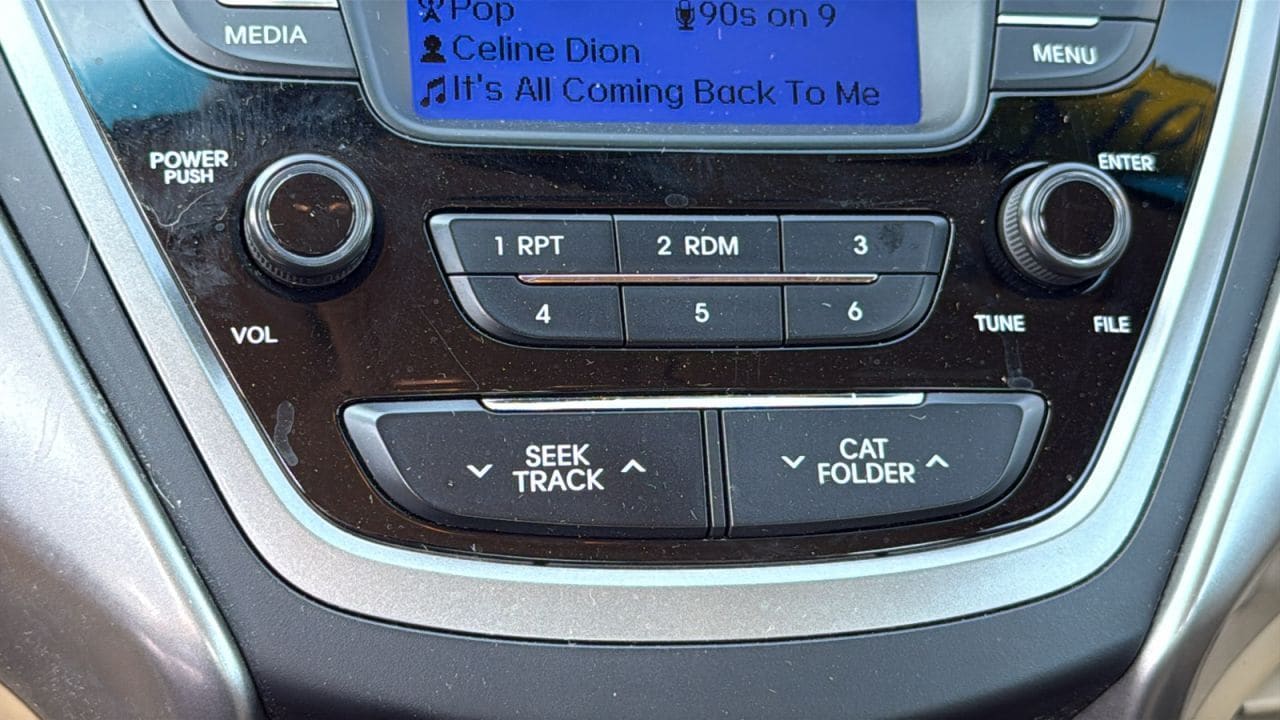 Pop 90s on 9
MEDIA
Celine Dion
MENU
It's All Coming Back To Me
POWER
PUSH
ENTER
1 RPT 2 RDM 3
4 5 6
VOL
TUNE FILE
SEEK
TRACK
CAT
FOLDER